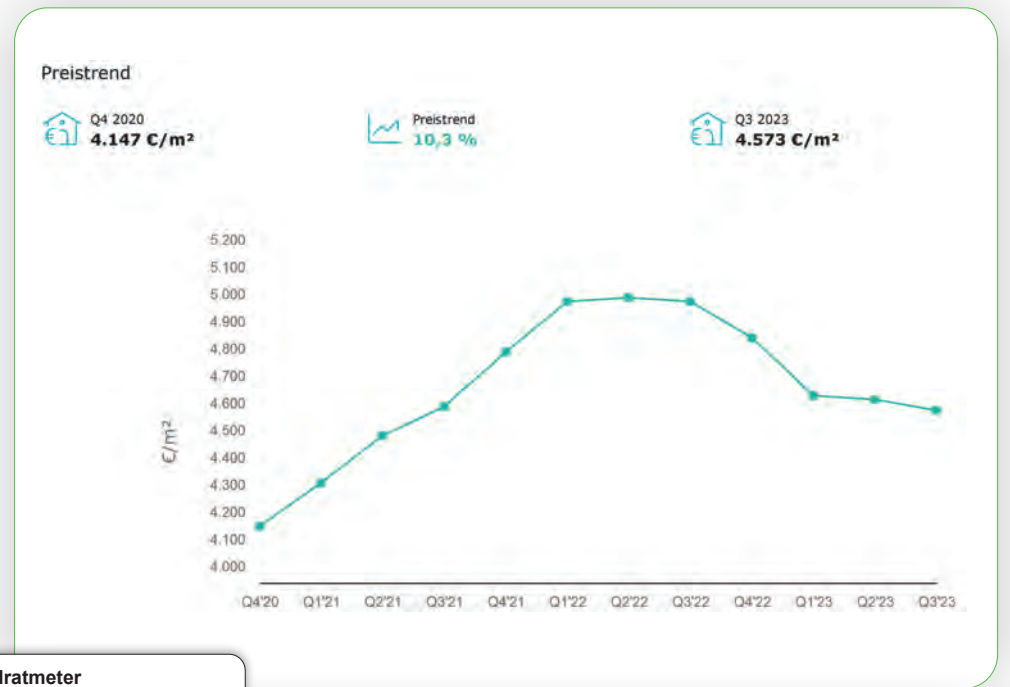 Preistrend
Q4 2020
4.147 €/m²
Preistrend
10,3 %
Q3 2023
4.573 €/m²
5.200
5.100
5.000
4.900
4.800
4.700
4.600
4.500
4.400
4.300
4.200
4.100
4.000
€/m²
Q4'20 Q1'21 Q2'21 Q3'21 Q4'21 Q1'22 Q2'22 Q3'22 Q4'22 Q1'23 Q2'23 Q3'23
dratmeter